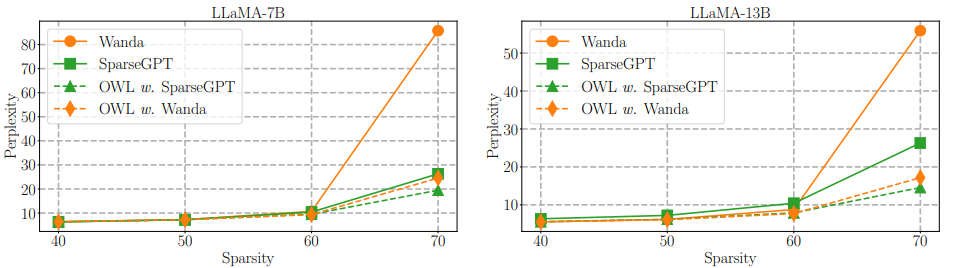 LLaMA-7B
Perplexity
80
70
60
50
40
30
20
10
Wanda
SparseGPT
OWL w. SparseGPT
OWL w. Wanda
40 50 60 70
Sparsity
LLaMA-13B
Perplexity
50
40
30
20
10
Wanda
SparseGPT
OWL w. SparseGPT
OWL w. Wanda
40 50 60 70
Sparsity